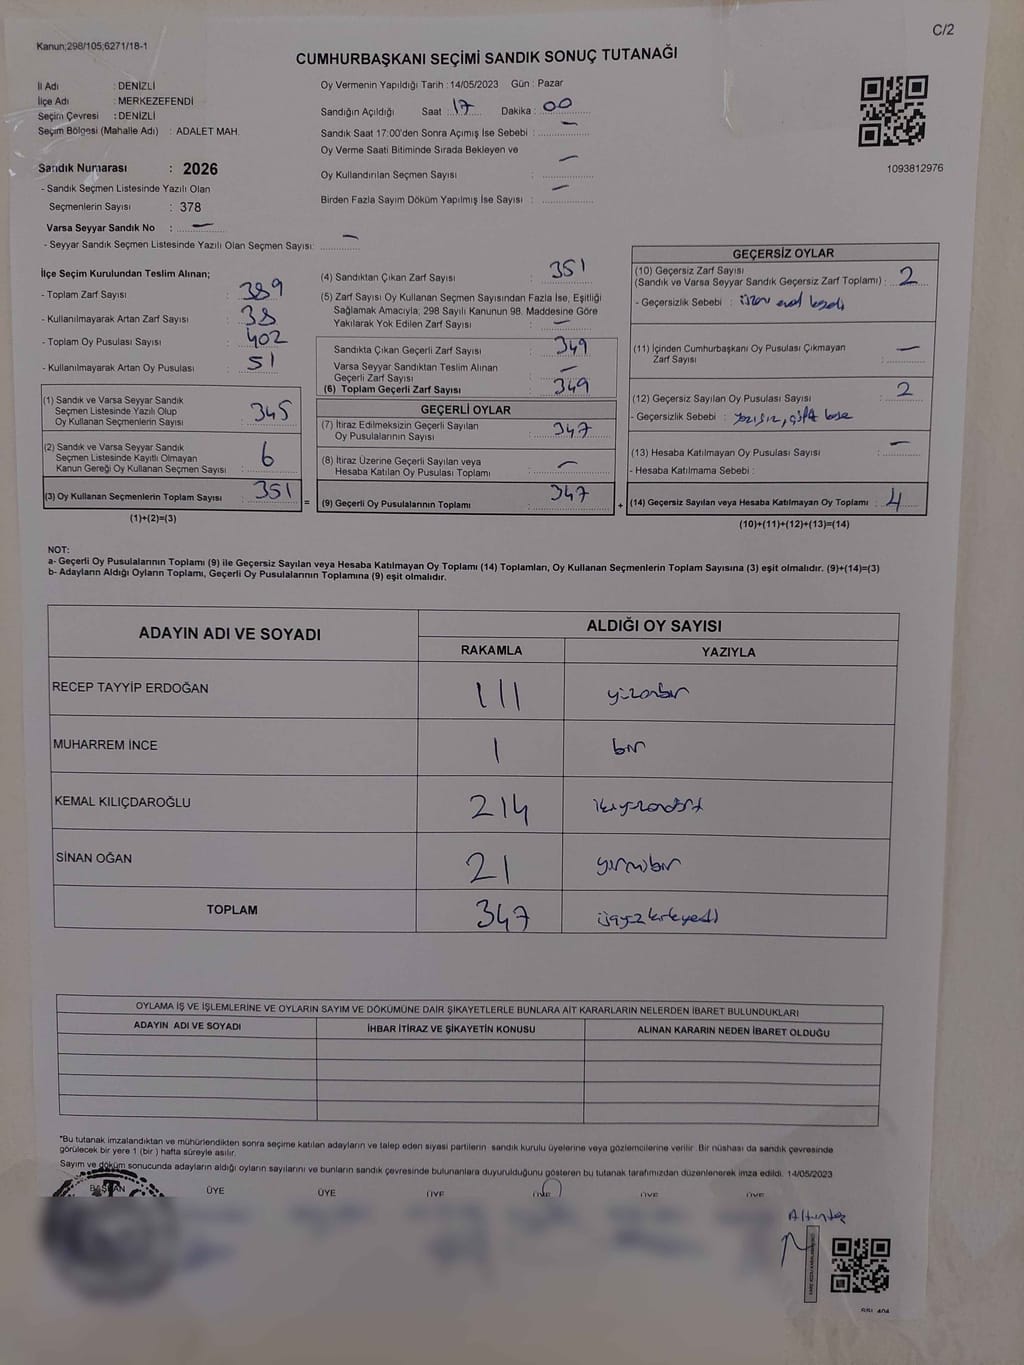 C/2
Kanun;298/105;6271/18-1
CUMHURBAŞKANI SEÇİMİ SANDIK SONUÇ TUTANAĞI
İl Adı : DENİZLİ
İlçe Adı : MERKEZEFENDİ
Seçim Çevresi : DENİZLİ
Seçim Bölgesi (Mahalle Adı) : ADALET MAH.
Sandık Numarası : 2026
- Sandık Seçmen Listesinde Yazılı Olan
Seçmenlerin Sayısı : 378
Varsa Seyyar Sandık No : —
- Seyyar Sandık Seçmen Listesinde Yazılı Olan Seçmen Sayısı: —
Oy Vermenin Yapıldığı Tarih : 14/05/2023 Gün : Pazar
Sandığın Açıldığı Saat : 17 Dakika : 00
Sandık Saat 17:00'den Sonra Açımış İse Sebebi : —
Oy Verme Saati Bitiminde Sırada Bekleyen ve
Oy Kullandırılan Seçmen Sayısı : —
Birden Fazla Sayım Döküm Yapılmış İse Sayısı : —
1093812976
İlçe Seçim Kurulundan Teslim Alınan;
- Toplam Zarf Sayısı : 389
- Kullanılmayarak Artan Zarf Sayısı : 38
- Toplam Oy Pusulası Sayısı : 402
- Kullanılmayarak Artan Oy Pusulası : 51
(1) Sandık ve Varsa Seyyar Sandık
Seçmen Listesinde Yazılı Olup
Oy Kullanan Seçmenlerin Sayısı : 345
(2) Sandık ve Varsa Seyyar Sandık
Seçmen Listesinde Kayıtlı Olmayan
Kanun Gereği Oy Kullanan Seçmen Sayısı : 6
(3) Oy Kullanan Seçmenlerin Toplam Sayısı : 351
(1)+(2)=(3)
(4) Sandıktan Çıkan Zarf Sayısı : 351
(5) Zarf Sayısı Oy Kullanan Seçmen Sayısından Fazla İse, Eşitliği
Sağlamak Amacıyla; 298 Sayılı Kanunun 98. Maddesine Göre
Yakılarak Yok Edilen Zarf Sayısı : —
Sandıkta Çıkan Geçerli Zarf Sayısı : 349
Varsa Seyyar Sandıktan Teslim Alınan
Geçerli Zarf Sayısı : —
(6) Toplam Geçerli Zarf Sayısı : 349
GEÇERLİ OYLAR
(7) İtiraz Edilmeksizin Geçerli Sayılan
Oy Pusulalarının Sayısı : 347
(8) İtiraz Üzerine Geçerli Sayılan veya
Hesaba Katılan Oy Pusulası Toplamı : —
= (9) Geçerli Oy Pusulalarının Toplamı : 347
GEÇERSİZ OYLAR
(10) Geçersiz Zarf Sayısı
(Sandık ve Varsa Seyyar Sandık Geçersiz Zarf Toplamı) : 2
- Geçersizlik Sebebi :
(11) İçinden Cumhurbaşkanı Oy Pusulası Çıkmayan
Zarf Sayısı : —
(12) Geçersiz Sayılan Oy Pusulası Sayısı : 2
- Geçersizlik Sebebi :
(13) Hesaba Katılmayan Oy Pusulası Sayısı : —
- Hesaba Katılmama Sebebi :
+ (14) Geçersiz Sayılan veya Hesaba Katılmayan Oy Toplamı : 4
(10)+(11)+(12)+(13)=(14)
NOT:
a- Geçerli Oy Pusulalarının Toplamı (9) ile Geçersiz Sayılan veya Hesaba Katılmayan Oy Toplamı (14) Toplamları, Oy Kullanan Seçmenlerin Toplam Sayısına (3) eşit olmalıdır. (9)+(14)=(3)
b- Adayların Aldığı Oyların Toplamı, Geçerli Oy Pusulalarının Toplamına (9) eşit olmalıdır.
ADAYIN ADI VE SOYADI ALDIĞI OY SAYISI
RAKAMLA YAZIYLA
RECEP TAYYİP ERDOĞAN 111 yüzonbir
MUHARREM İNCE 1 bir
KEMAL KILIÇDAROĞLU 214 ikiyüzondört
SİNAN OĞAN 21 yirmibir
TOPLAM 347 üçyüzkırkyedi
OYLAMA İŞ VE İŞLEMLERİNE VE OYLARIN SAYIM VE DÖKÜMÜNE DAİR ŞİKAYETLERLE BUNLARA AİT KARARLARIN NELERDEN İBARET BULUNDUKLARI
ADAYIN ADI VE SOYADI İHBAR İTİRAZ VE ŞİKAYETİN KONUSU ALINAN KARARIN NEDEN İBARET OLDUĞU
"Bu tutanak imzalandıktan ve mühürlendikten sonra seçime katılan adayların ve talep eden siyasi partilerin sandık kurulu üyelerine veya gözlemcilerine verilir. Bir nüshası da sandık çevresinde
görülecek bir yere 1 (bir ) hafta süreyle asılır.
Sayım ve döküm sonucunda adayların aldığı oyların sayılarını ve bunların sandık çevresinde bulunanlara duyurulduğunu gösteren bu tutanak tarafımızdan düzenlenerek imza edildi. 14/05/2023
BAŞKAN ÜYE ÜYE ÜYE ÜYE ÜYE ÜYE